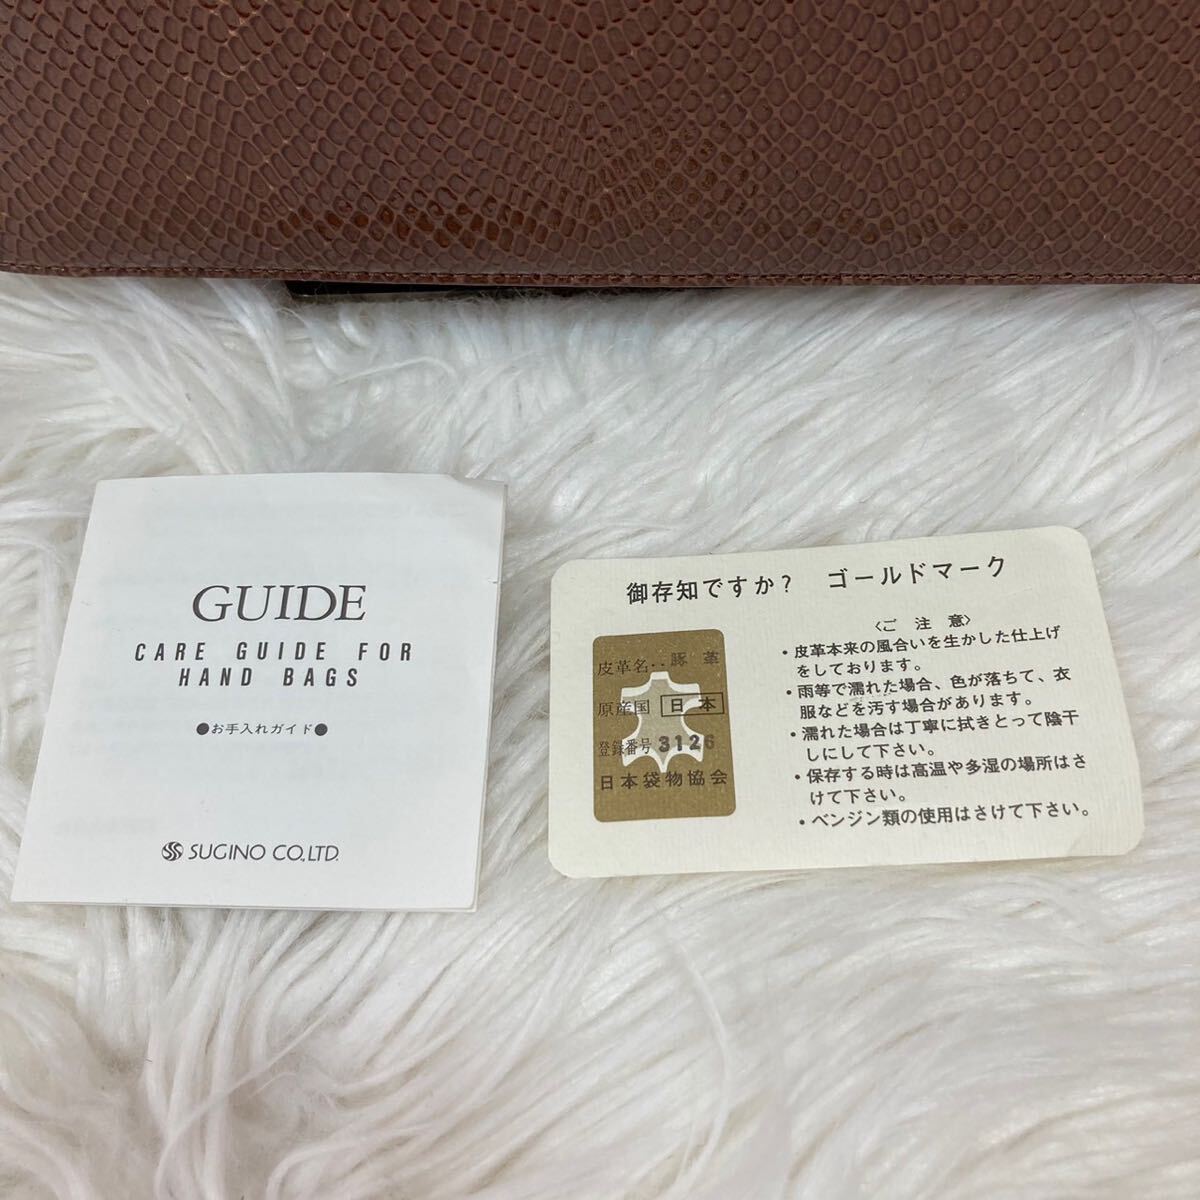 GUIDE
CARE GUIDE FOR
HAND BAGS
●お手入れガイド●
SUGINO CO.,LTD.
御存知ですか? ゴールドマーク
皮革名・・豚革
原産国 日本
登録番号 3126
日本袋物協会
〈ご注意〉
・皮革本来の風合いを生かした仕上げ
をしております。
・雨等で濡れた場合、色が落ちて、衣
服などを汚す場合があります。
・濡れた場合は丁寧に拭きとって陰干
しにして下さい。
・保存する時は高温や多湿の場所はさ
けて下さい。
・ベンジン類の使用はさけて下さい。